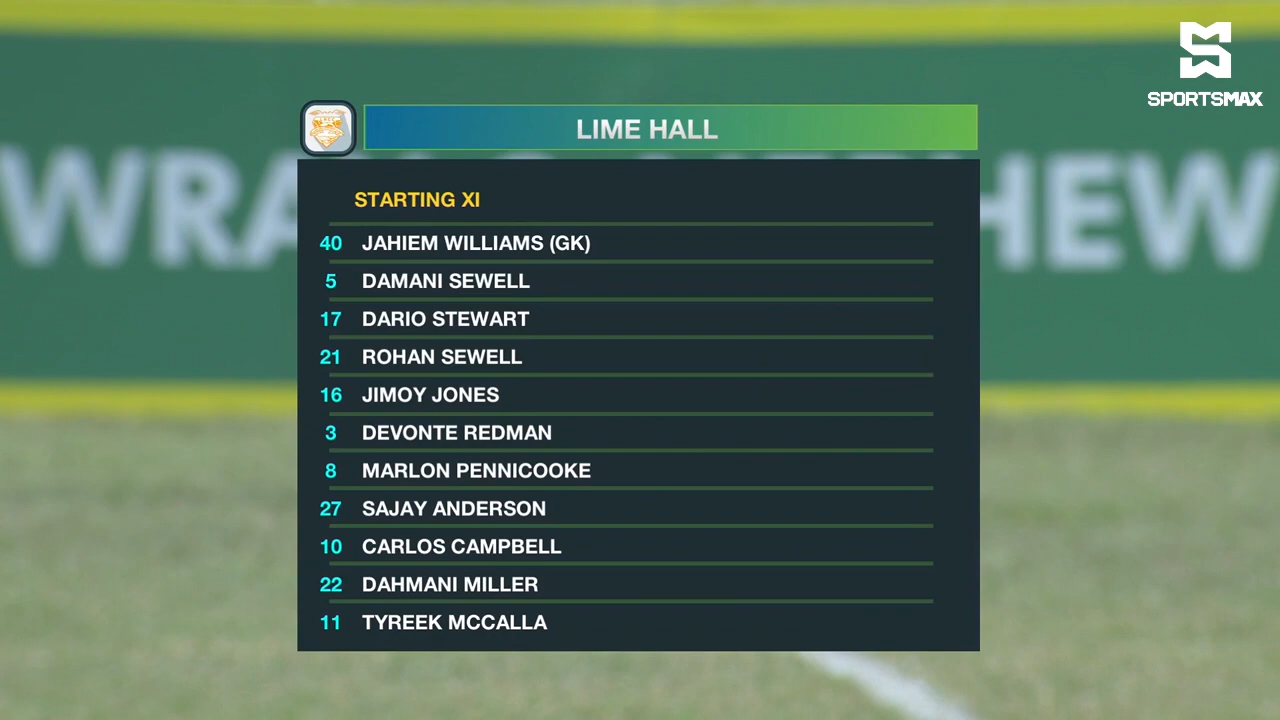 SPORTSMAX
LIME HALL
STARTING XI
40 JAHIEM WILLIAMS (GK)
5 DAMANI SEWELL
17 DARIO STEWART
21 ROHAN SEWELL
16 JIMOY JONES
3 DEVONTE REDMAN
8 MARLON PENNICOOKE
27 SAJAY ANDERSON
10 CARLOS CAMPBELL
22 DAHMANI MILLER
11 TYREEK MCCALLA